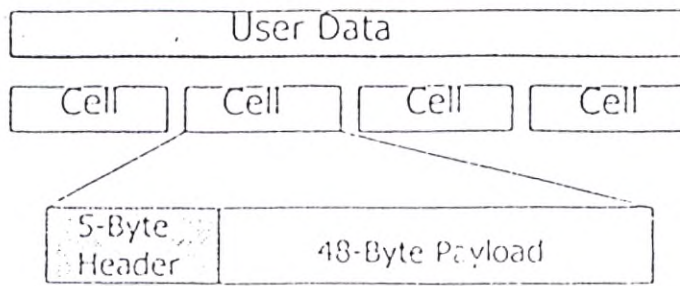 User Data
Cell Cell Cell Cell
5-Byte
Header
48-Byte Payload